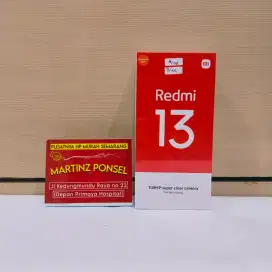 PUSATNYA HP MURAH SEMARANG
MARTINZ PONSEL
Jl Kedungmundu Raya no 23
(Depan Primaya Hospital)
Redmi
13
108MP super-clear camera